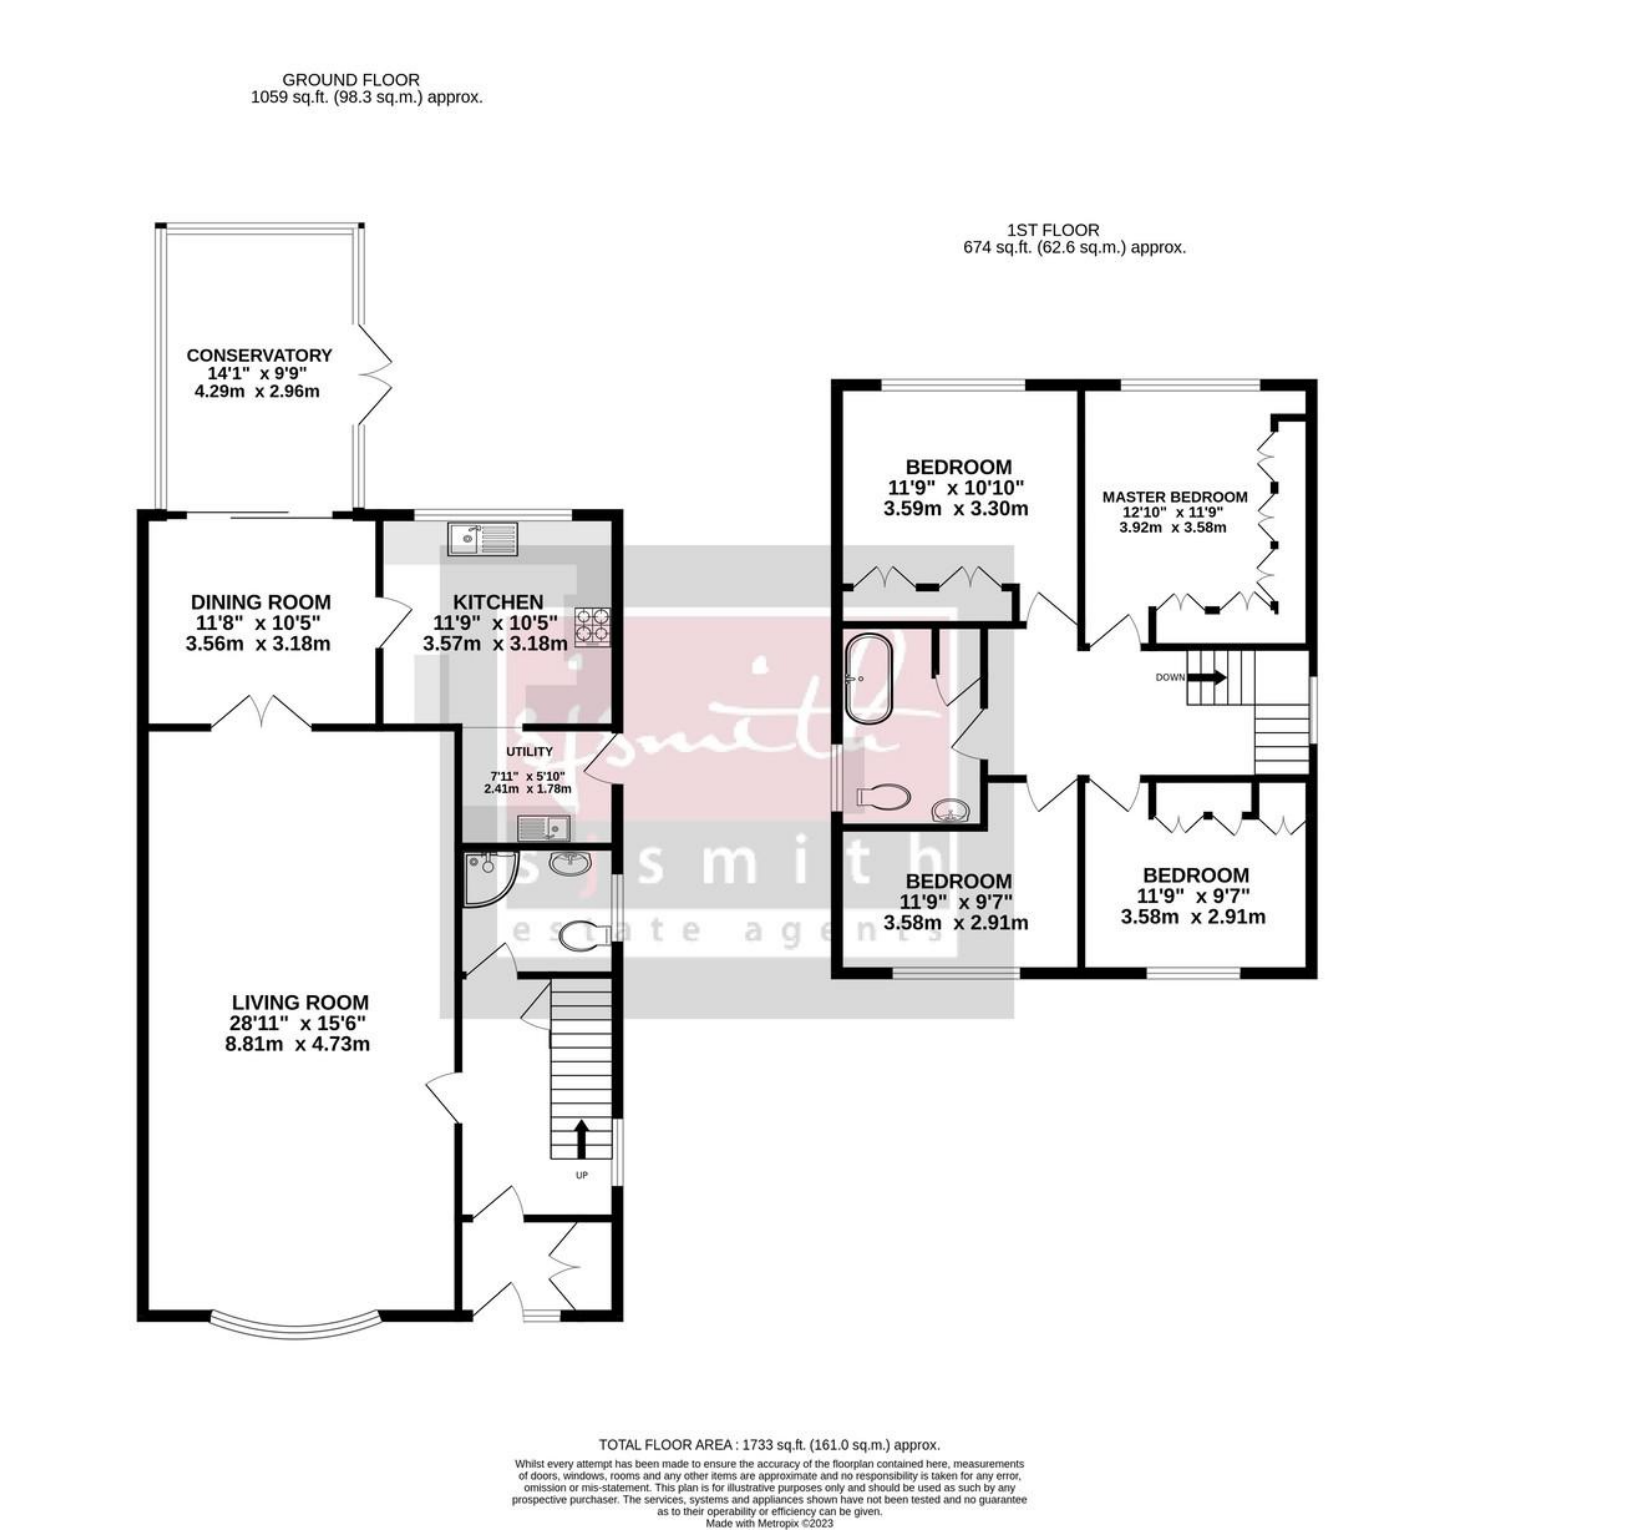 GROUND FLOOR
1059 sq.ft. (98.3 sq.m.) approx.
1ST FLOOR
674 sq.ft. (62.6 sq.m.) approx.
CONSERVATORY
14'1" x 9'9"
4.29m x 2.96m
DINING ROOM
11'8" x 10'5"
3.56m x 3.18m
KITCHEN
11'9" x 10'5"
3.57m x 3.18m
UTILITY
7'11" x 5'10"
2.41m x 1.78m
LIVING ROOM
28'11" x 15'6"
8.81m x 4.73m
UP
BEDROOM
11'9" x 10'10"
3.59m x 3.30m
MASTER BEDROOM
12'10" x 11'9"
3.92m x 3.58m
DOWN
BEDROOM
11'9" x 9'7"
3.58m x 2.91m
BEDROOM
11'9" x 9'7"
3.58m x 2.91m
sjsmith
sjsmith
estate agents
TOTAL FLOOR AREA : 1733 sq.ft. (161.0 sq.m.) approx.
Whilst every attempt has been made to ensure the accuracy of the floorplan contained here, measurements
of doors, windows, rooms and any other items are approximate and no responsibility is taken for any error,
omission or mis-statement. This plan is for illustrative purposes only and should be used as such by any
prospective purchaser. The services, systems and appliances shown have not been tested and no guarantee
as to their operability or efficiency can be given.
Made with Metropix ©2023